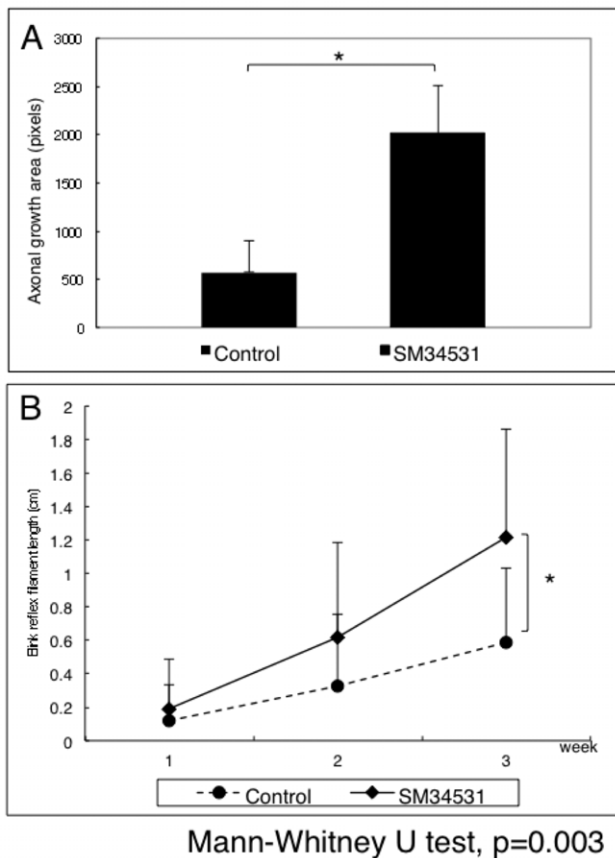 A
3000
2500
2000
1500
1000
500
0
Axonal growth area (pixels)
*
Control SM34531
B
2
1.8
1.6
1.4
1.2
1
0.8
0.6
0.4
0.2
0
Blink reflex filament length (cm)
*
1 2 3 week
Control SM34531
Mann-Whitney U test, p=0.003